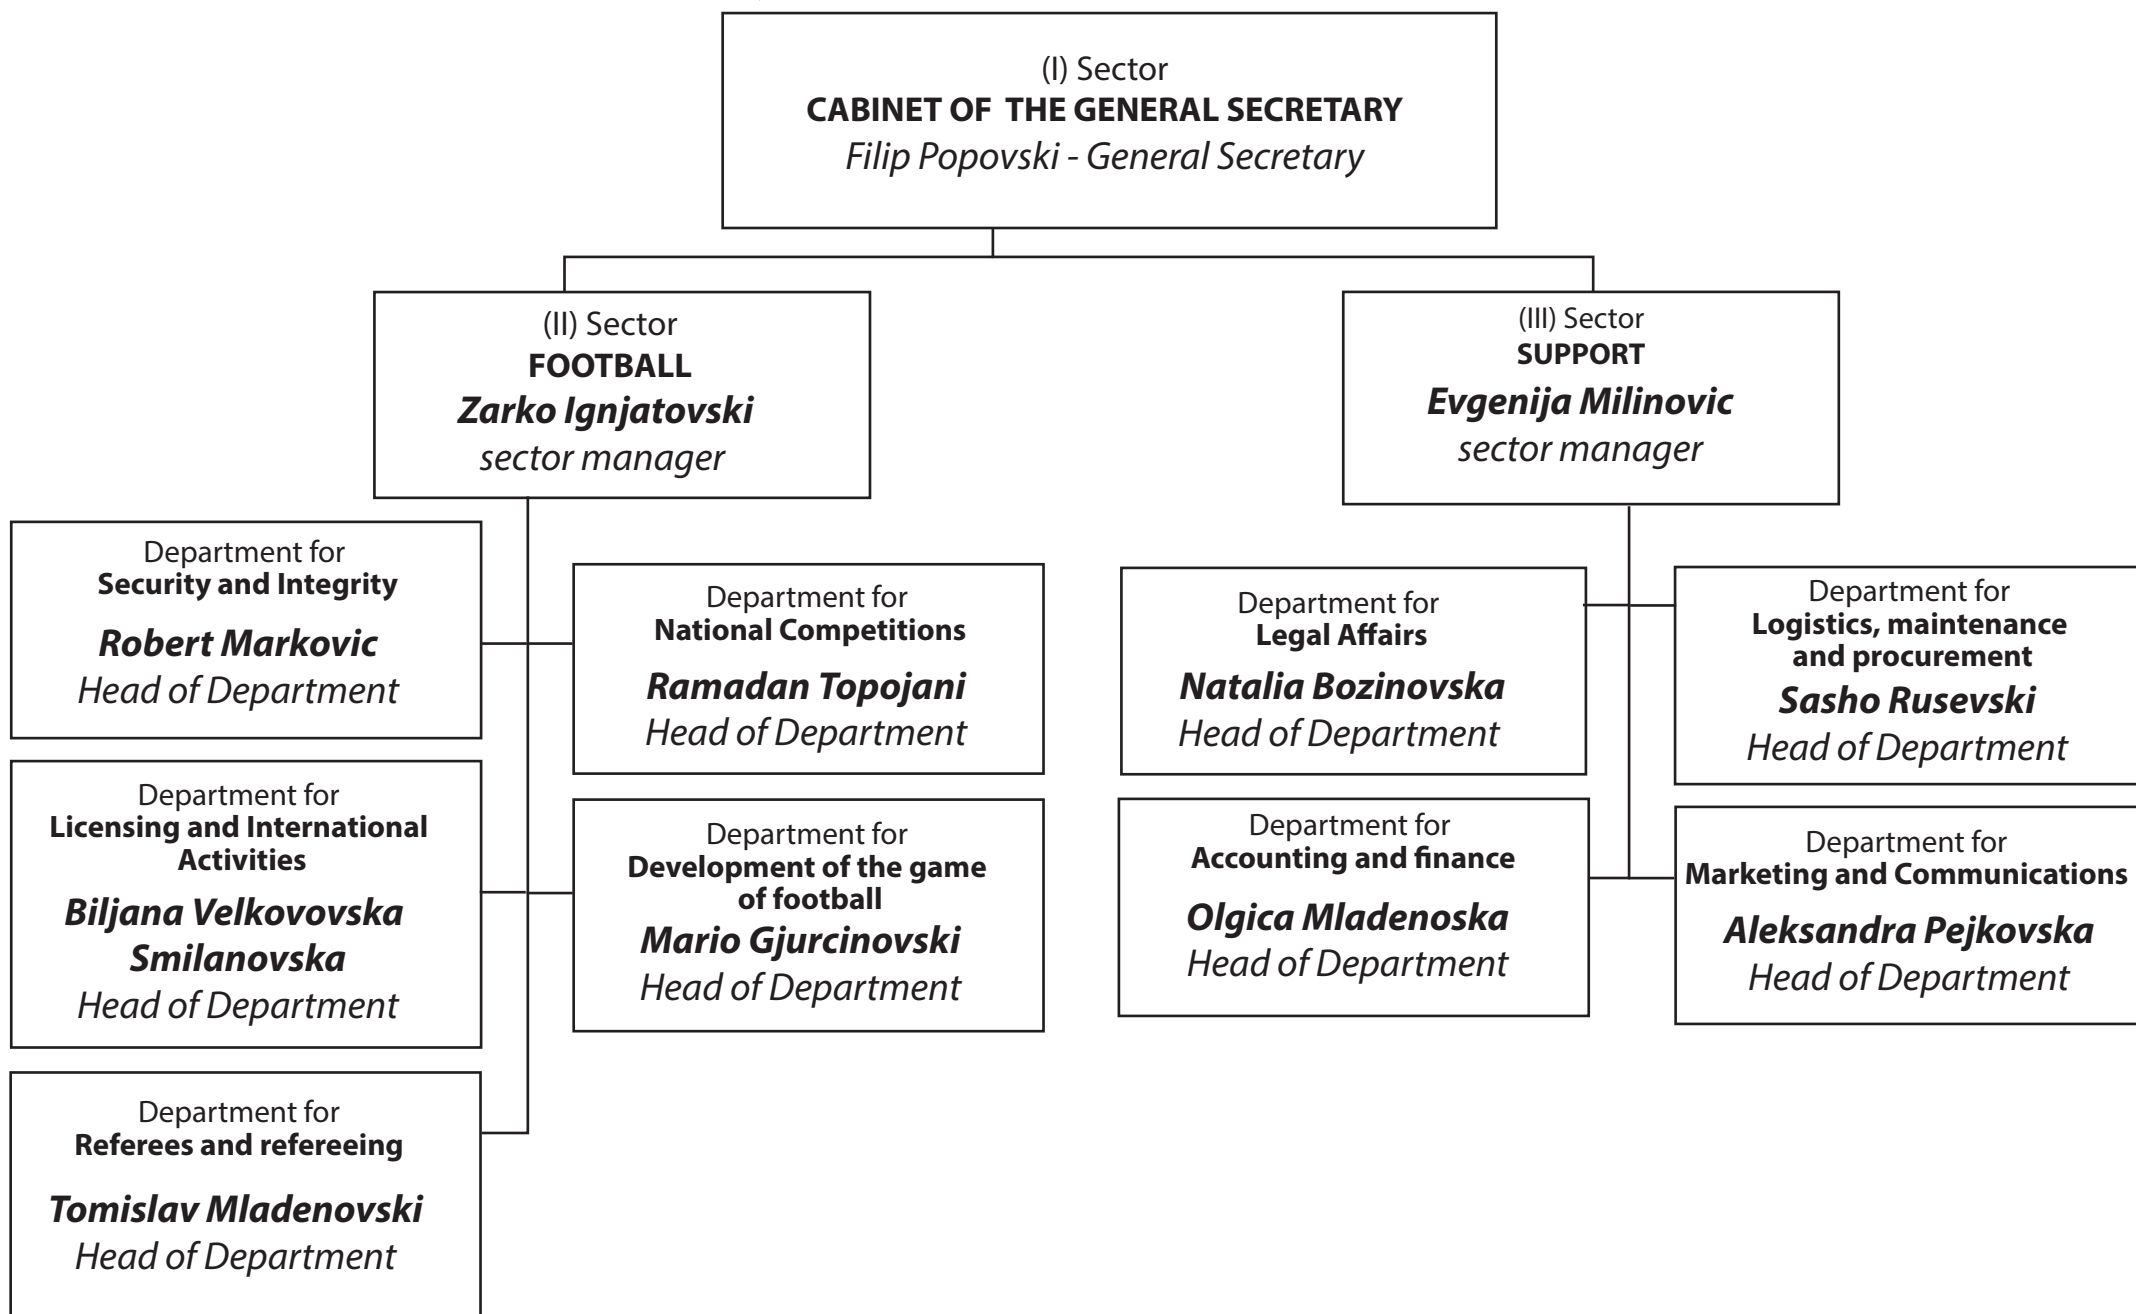 (I) Sector
CABINET OF THE GENERAL SECRETARY
Filip Popovski - General Secretary
(II) Sector
FOOTBALL
Zarko Ignjatovski
sector manager
(III) Sector
SUPPORT
Evgenija Milinovic
sector manager
Department for
Security and Integrity
Robert Markovic
Head of Department
Department for
National Competitions
Ramadan Topojani
Head of Department
Department for
Legal Affairs
Natalia Bozinovska
Head of Department
Department for
Logistics, maintenance
and procurement
Sasho Rusevski
Head of Department
Department for
Licensing and International
Activities
Biljana Velkovovska
Smilanovska
Head of Department
Department for
Development of the game
of football
Mario Gjurcinovski
Head of Department
Department for
Accounting and finance
Olgica Mladenoska
Head of Department
Department for
Marketing and Communications
Aleksandra Pejkovska
Head of Department
Department for
Referees and refereeing
Tomislav Mladenovski
Head of Department